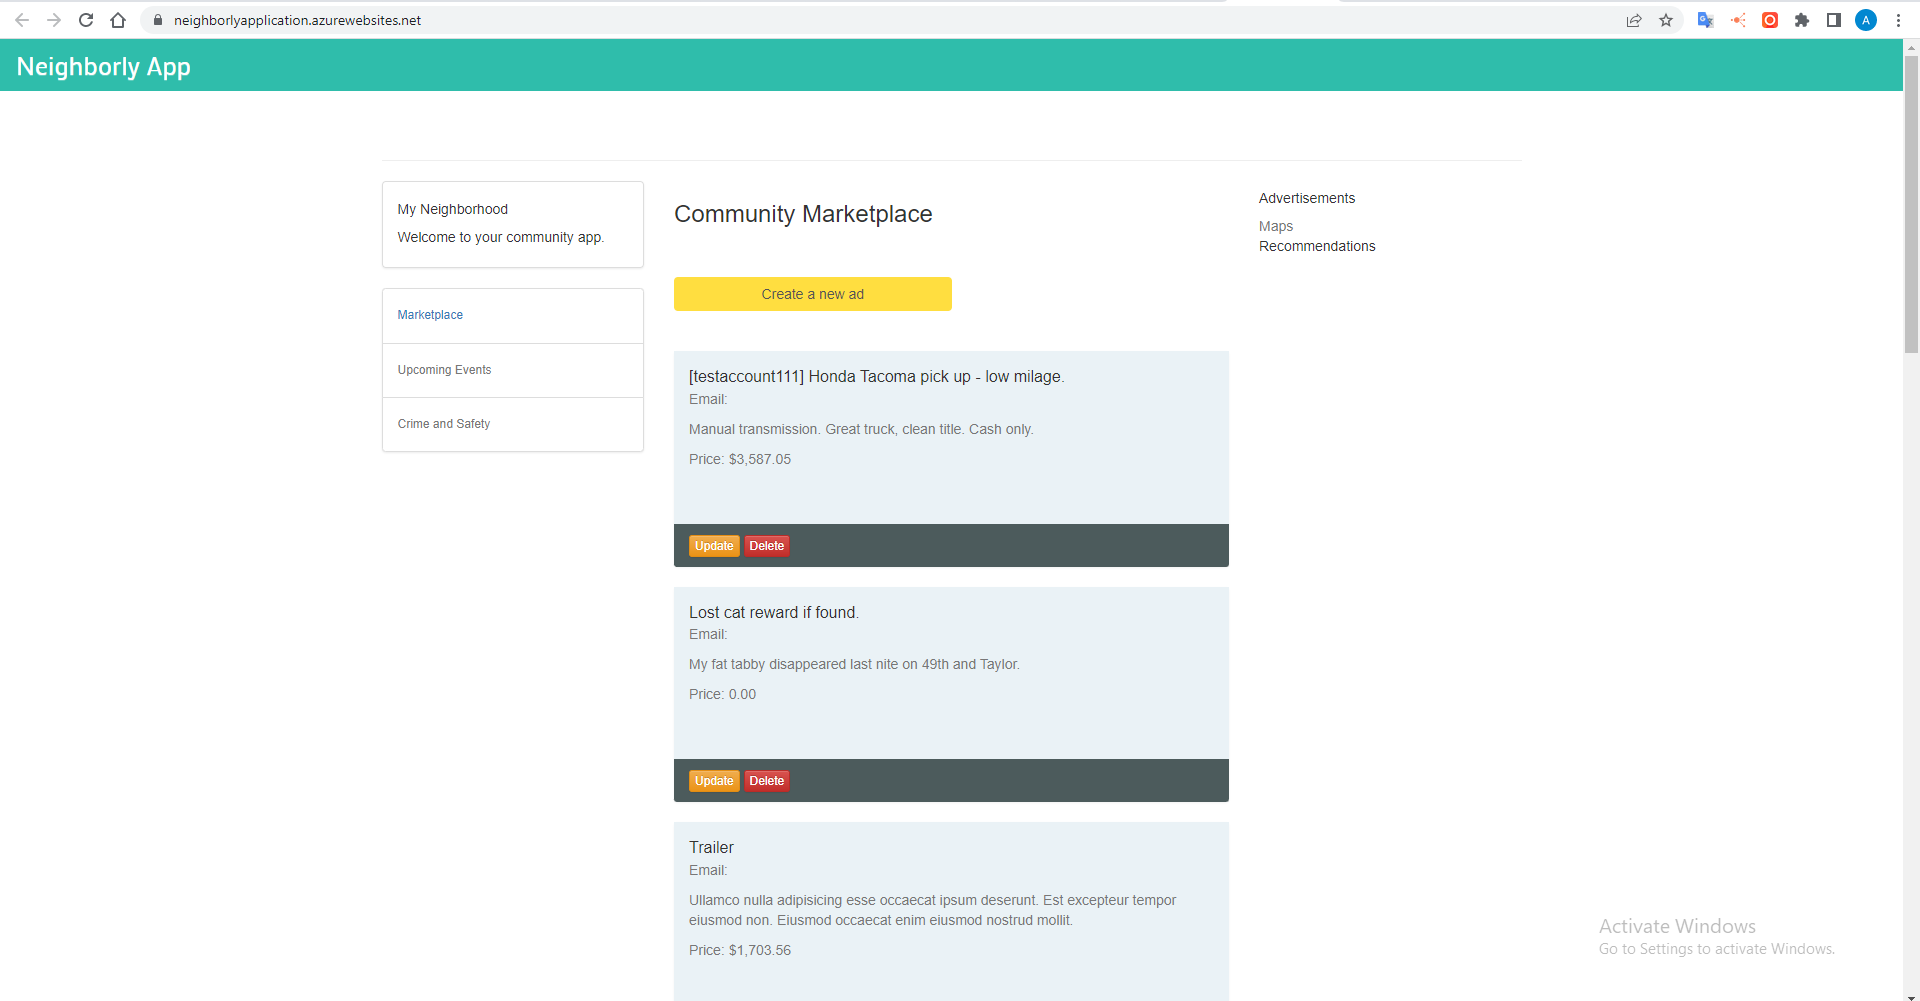 neighborlyapplication.azurewebsites.net
A
Neighborly App
My Neighborhood
Welcome to your community app.
Marketplace
Upcoming Events
Crime and Safety
Community Marketplace
Create a new ad
[testaccount111] Honda Tacoma pick up - low milage.
Email:
Manual transmission. Great truck, clean title. Cash only.
Price: $3,587.05
Update Delete
Lost cat reward if found.
Email:
My fat tabby disappeared last nite on 49th and Taylor.
Price: 0.00
Update Delete
Trailer
Email:
Ullamco nulla adipisicing esse occaecat ipsum deserunt. Est excepteur tempor
eiusmod non. Eiusmod occaecat enim eiusmod nostrud mollit.
Price: $1,703.56
Advertisements
Maps
Recommendations
Activate Windows
Go to Settings to activate Windows.